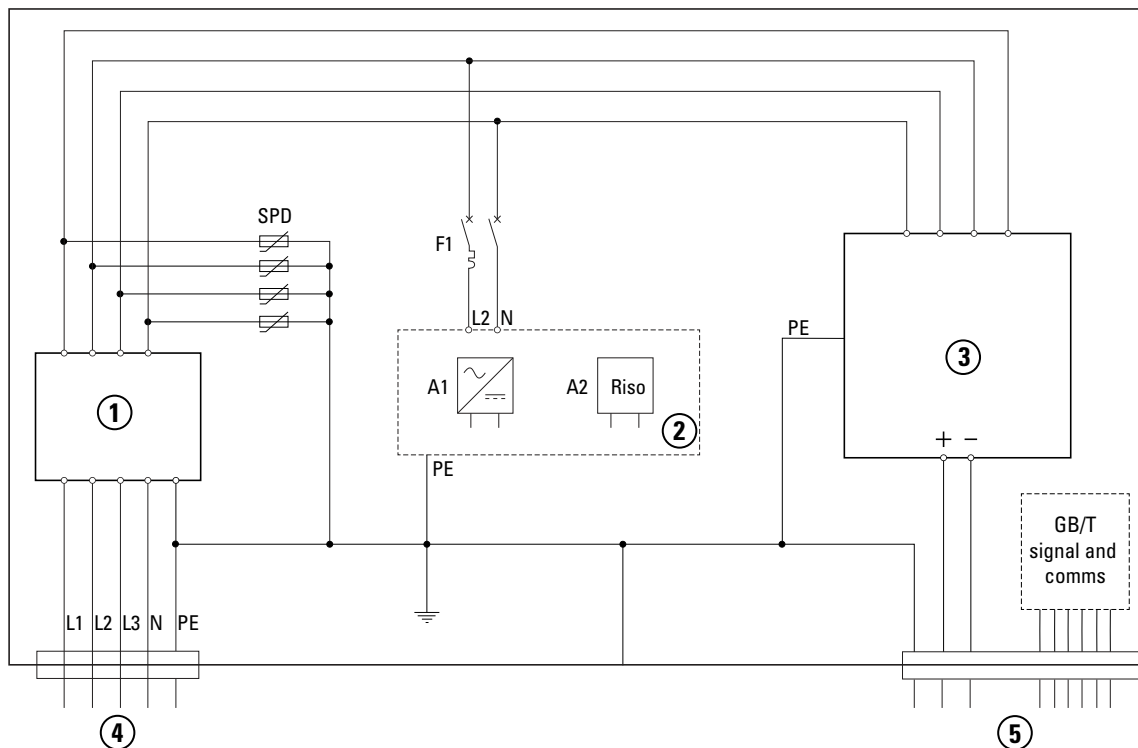 SPD
F1
L2 N
PE
A1
A2 Riso
3
1
2
+ −
PE
GB/T
signal and
comms
L1 L2 L3 N PE
4
5